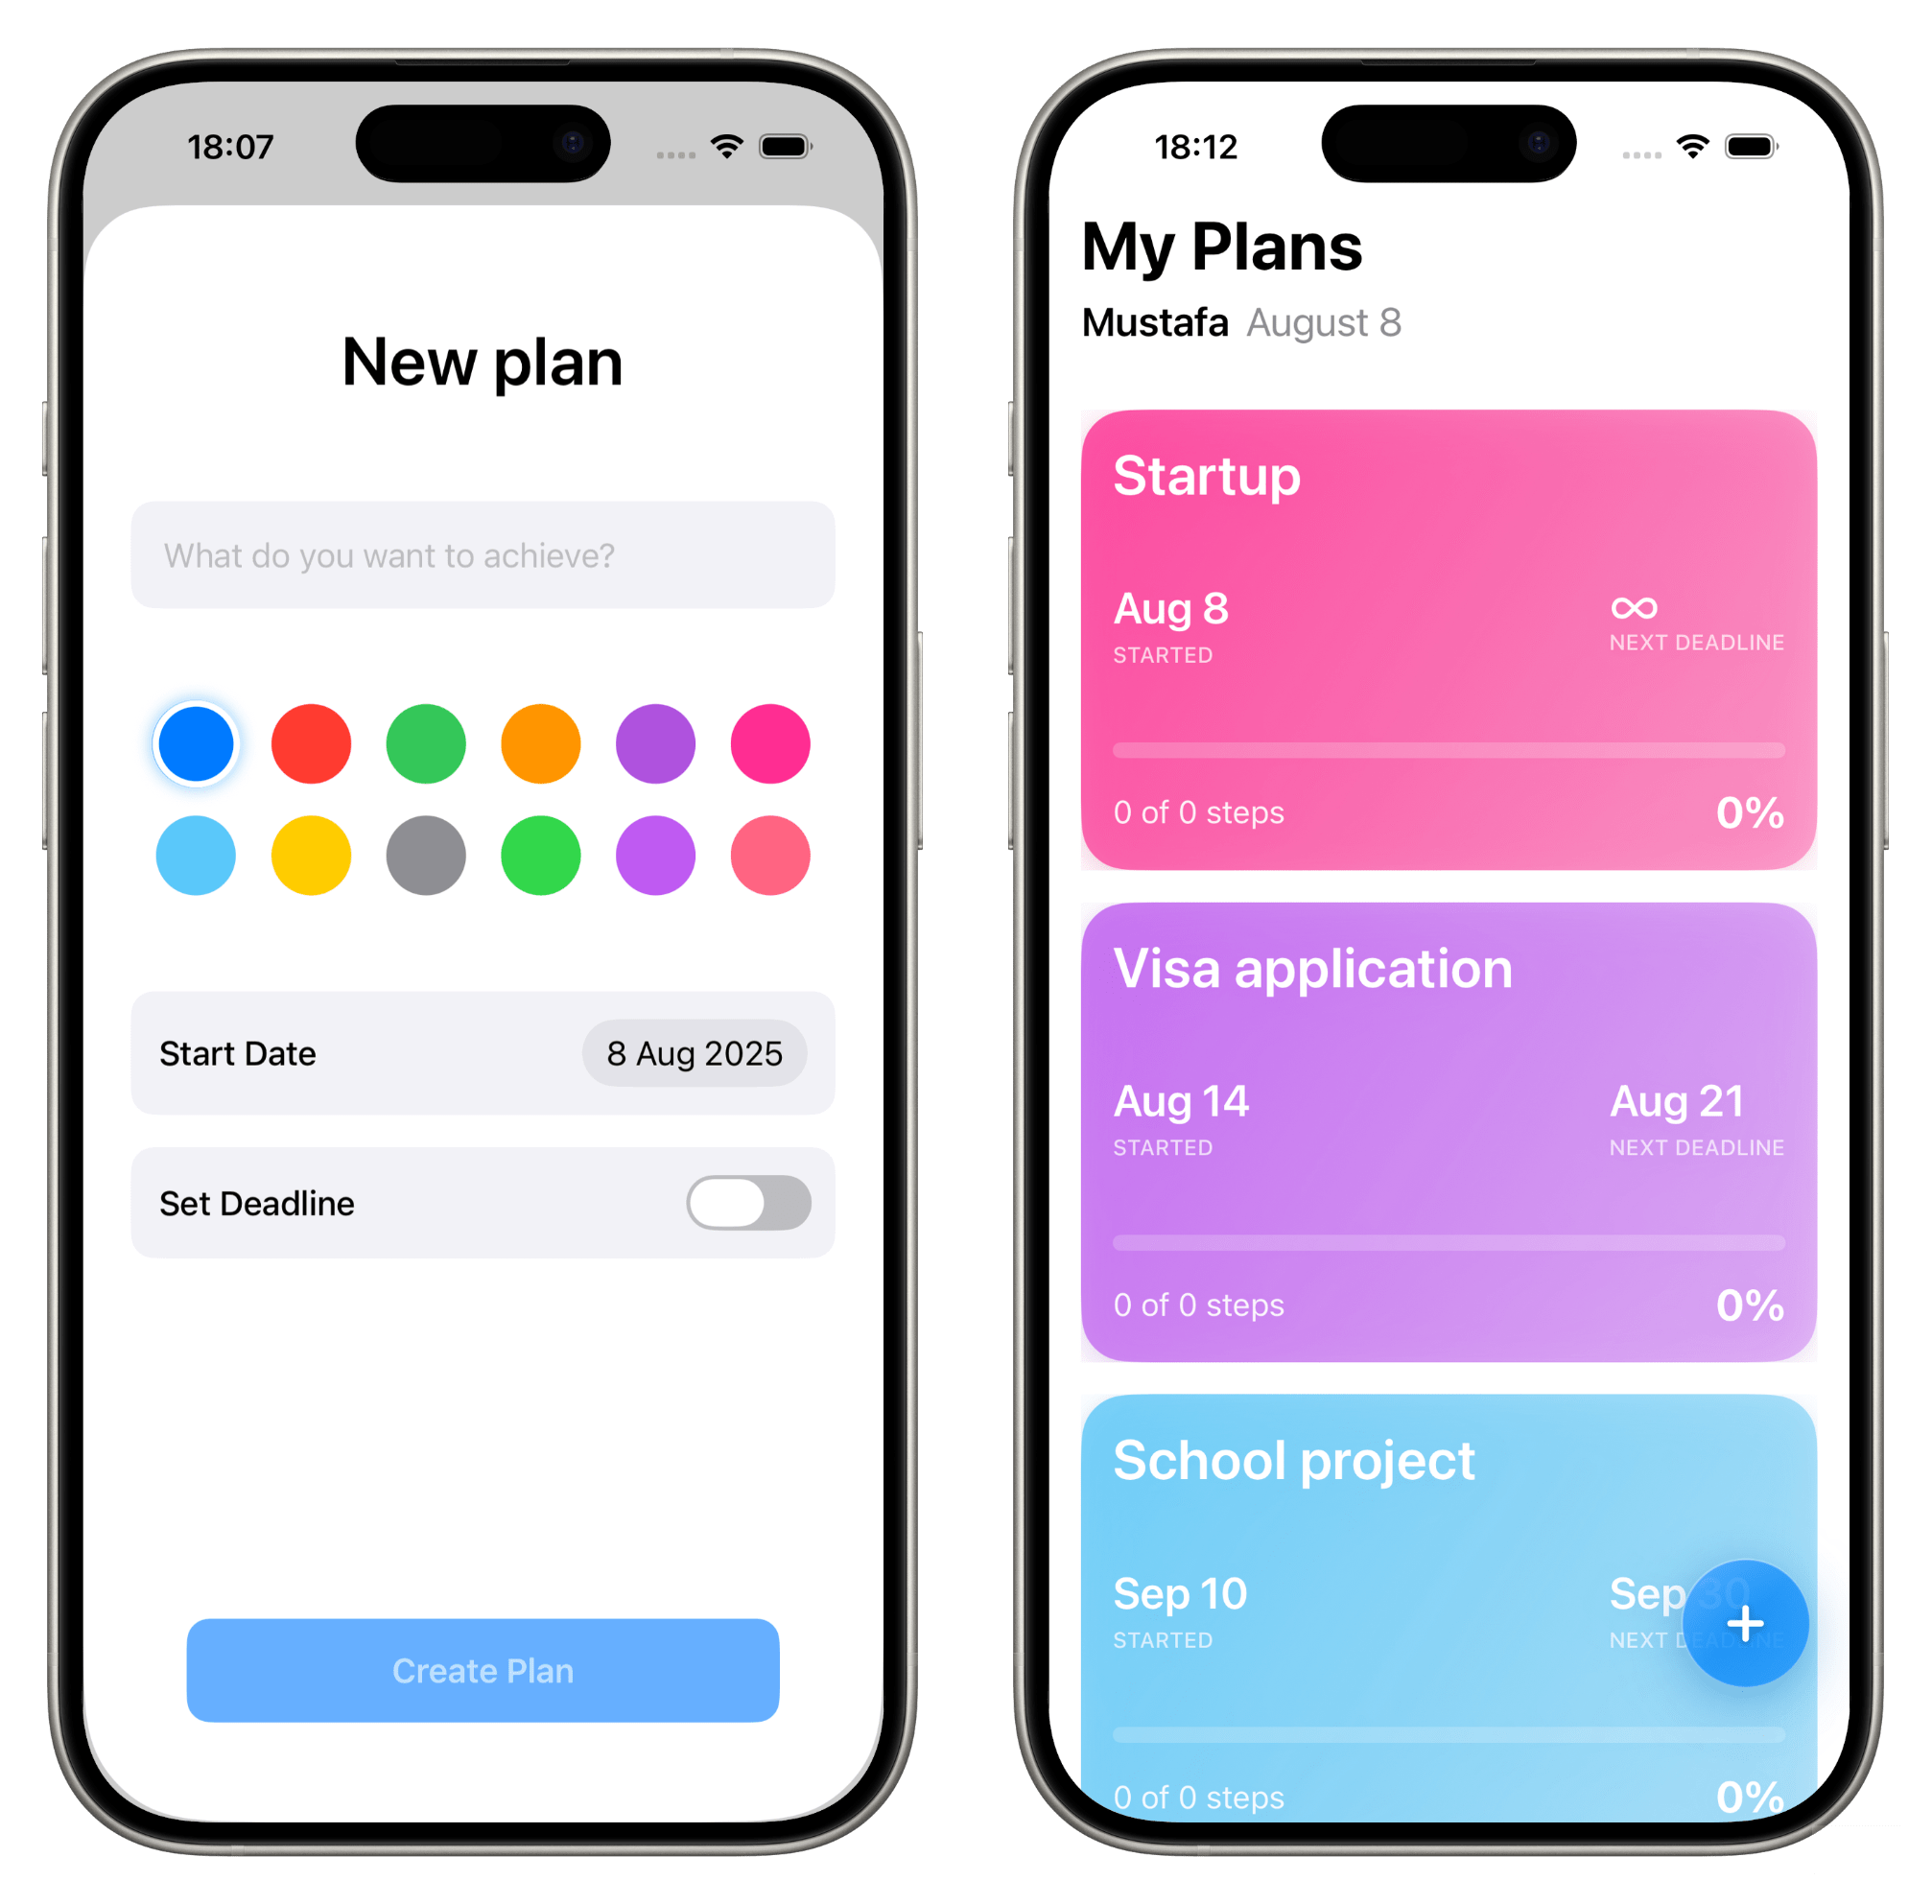 18:07
New plan
What do you want to achieve?
Start Date
8 Aug 2025
Set Deadline
Create Plan
18:12
My Plans
Mustafa August 8
Startup
Aug 8
STARTED
∞
NEXT DEADLINE
0 of 0 steps
0%
Visa application
Aug 14
STARTED
Aug 21
NEXT DEADLINE
0 of 0 steps
0%
School project
Sep 10
STARTED
Sep 30
NEXT DEADLINE
+
0 of 0 steps
0%